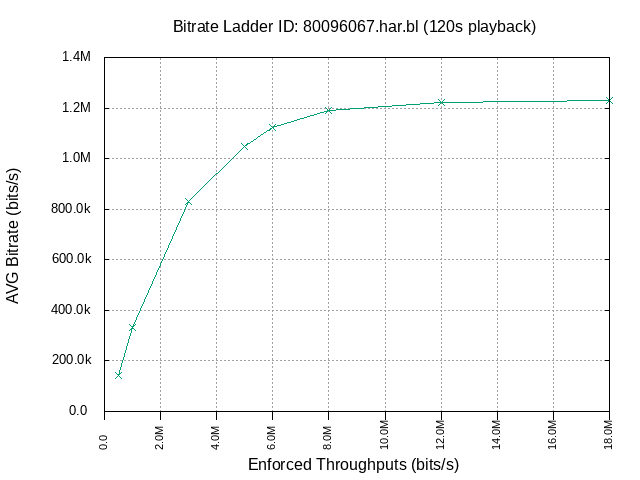 Bitrate Ladder ID: 80096067.har.bl (120s playback)
1.4M
1.2M
1.0M
800.0k
600.0k
400.0k
200.0k
0.0
AVG Bitrate (bits/s)
0.0 2.0M 4.0M 6.0M 8.0M 10.0M 12.0M 14.0M 16.0M 18.0M
Enforced Throughputs (bits/s)